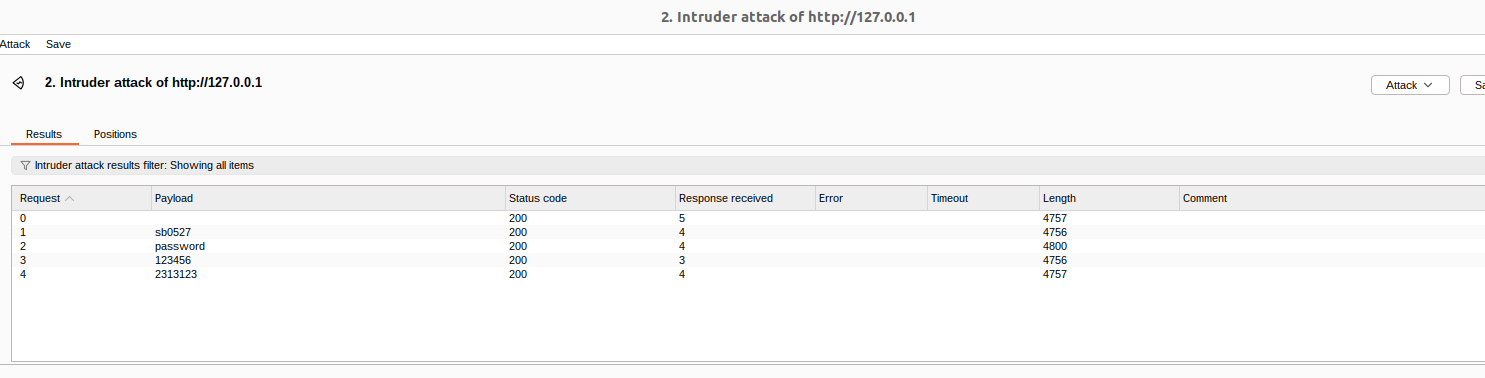 2. Intruder attack of http://127.0.0.1
Attack Save
2. Intruder attack of http://127.0.0.1
Attack
Results Positions
Intruder attack results filter: Showing all items
Request Payload Status code Response received Error Timeout Length Comment
0 200 5 4757
1 sb0527 200 4 4756
2 password 200 4 4800
3 123456 200 3 4756
4 2313123 200 4 4757